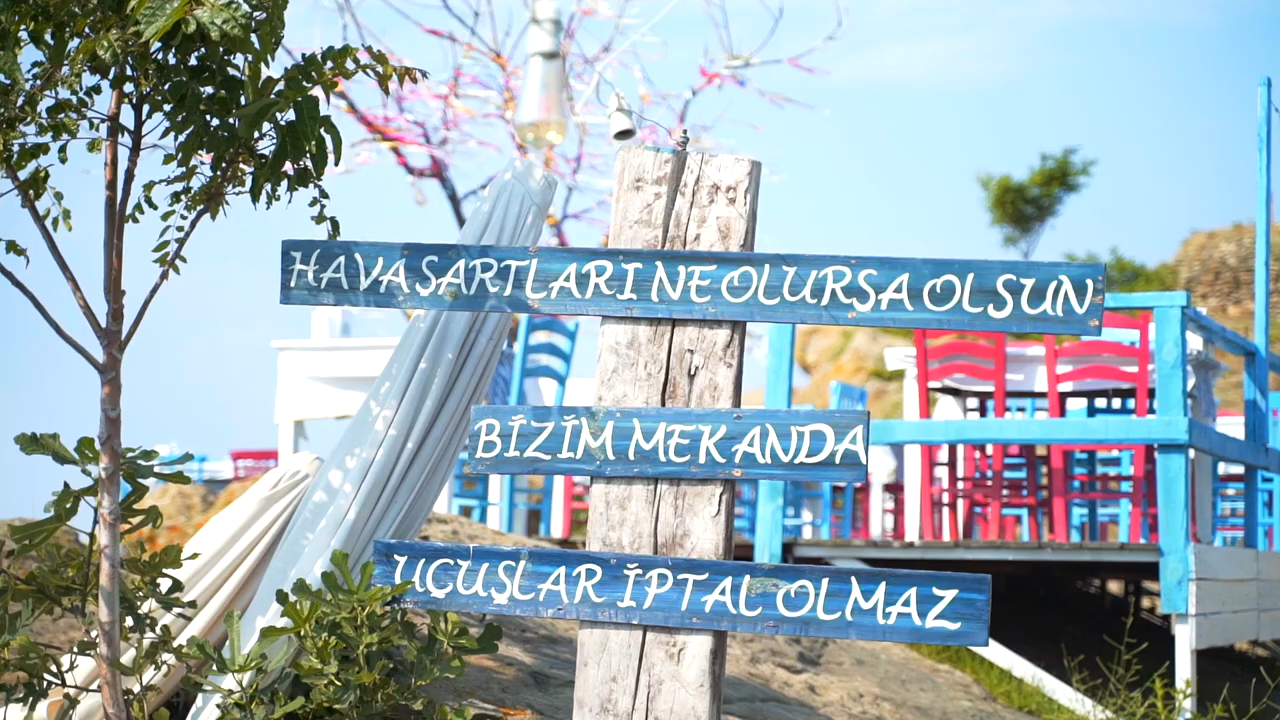 HAVA ŞARTLARI NE OLURSA OLSUN
BİZİM MEKANDA
UÇUŞLAR İPTAL OLMAZ